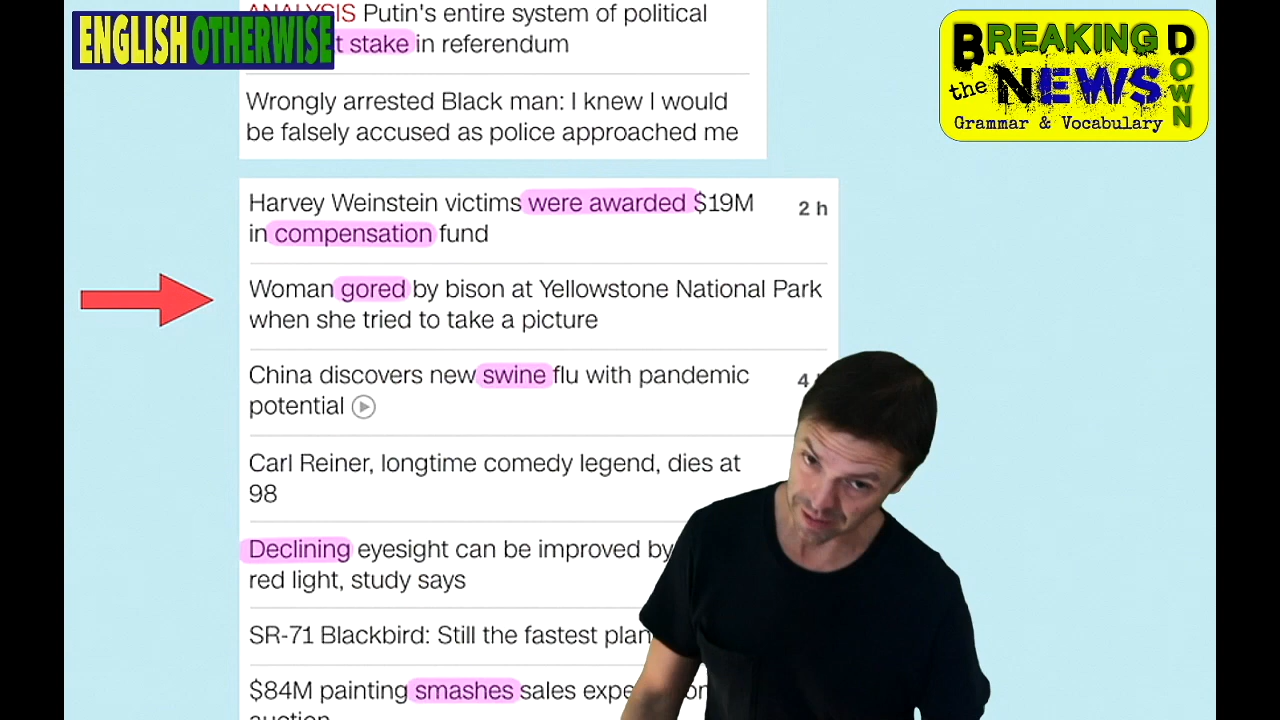 ANALYSIS Putin's entire system of political
ENGLISH OTHERWISE
t stake in referendum
BREAKING DOWN
the NEWS
Grammar & Vocabulary
Wrongly arrested Black man: I knew I would
be falsely accused as police approached me
Harvey Weinstein victims were awarded $19M
2 h
in compensation fund
Woman gored by bison at Yellowstone National Park
when she tried to take a picture
China discovers new swine flu with pandemic
4
potential
Carl Reiner, longtime comedy legend, dies at
98
Declining eyesight can be improved by
red light, study says
SR-71 Blackbird: Still the fastest plan
$84M painting smashes sales expe
auction